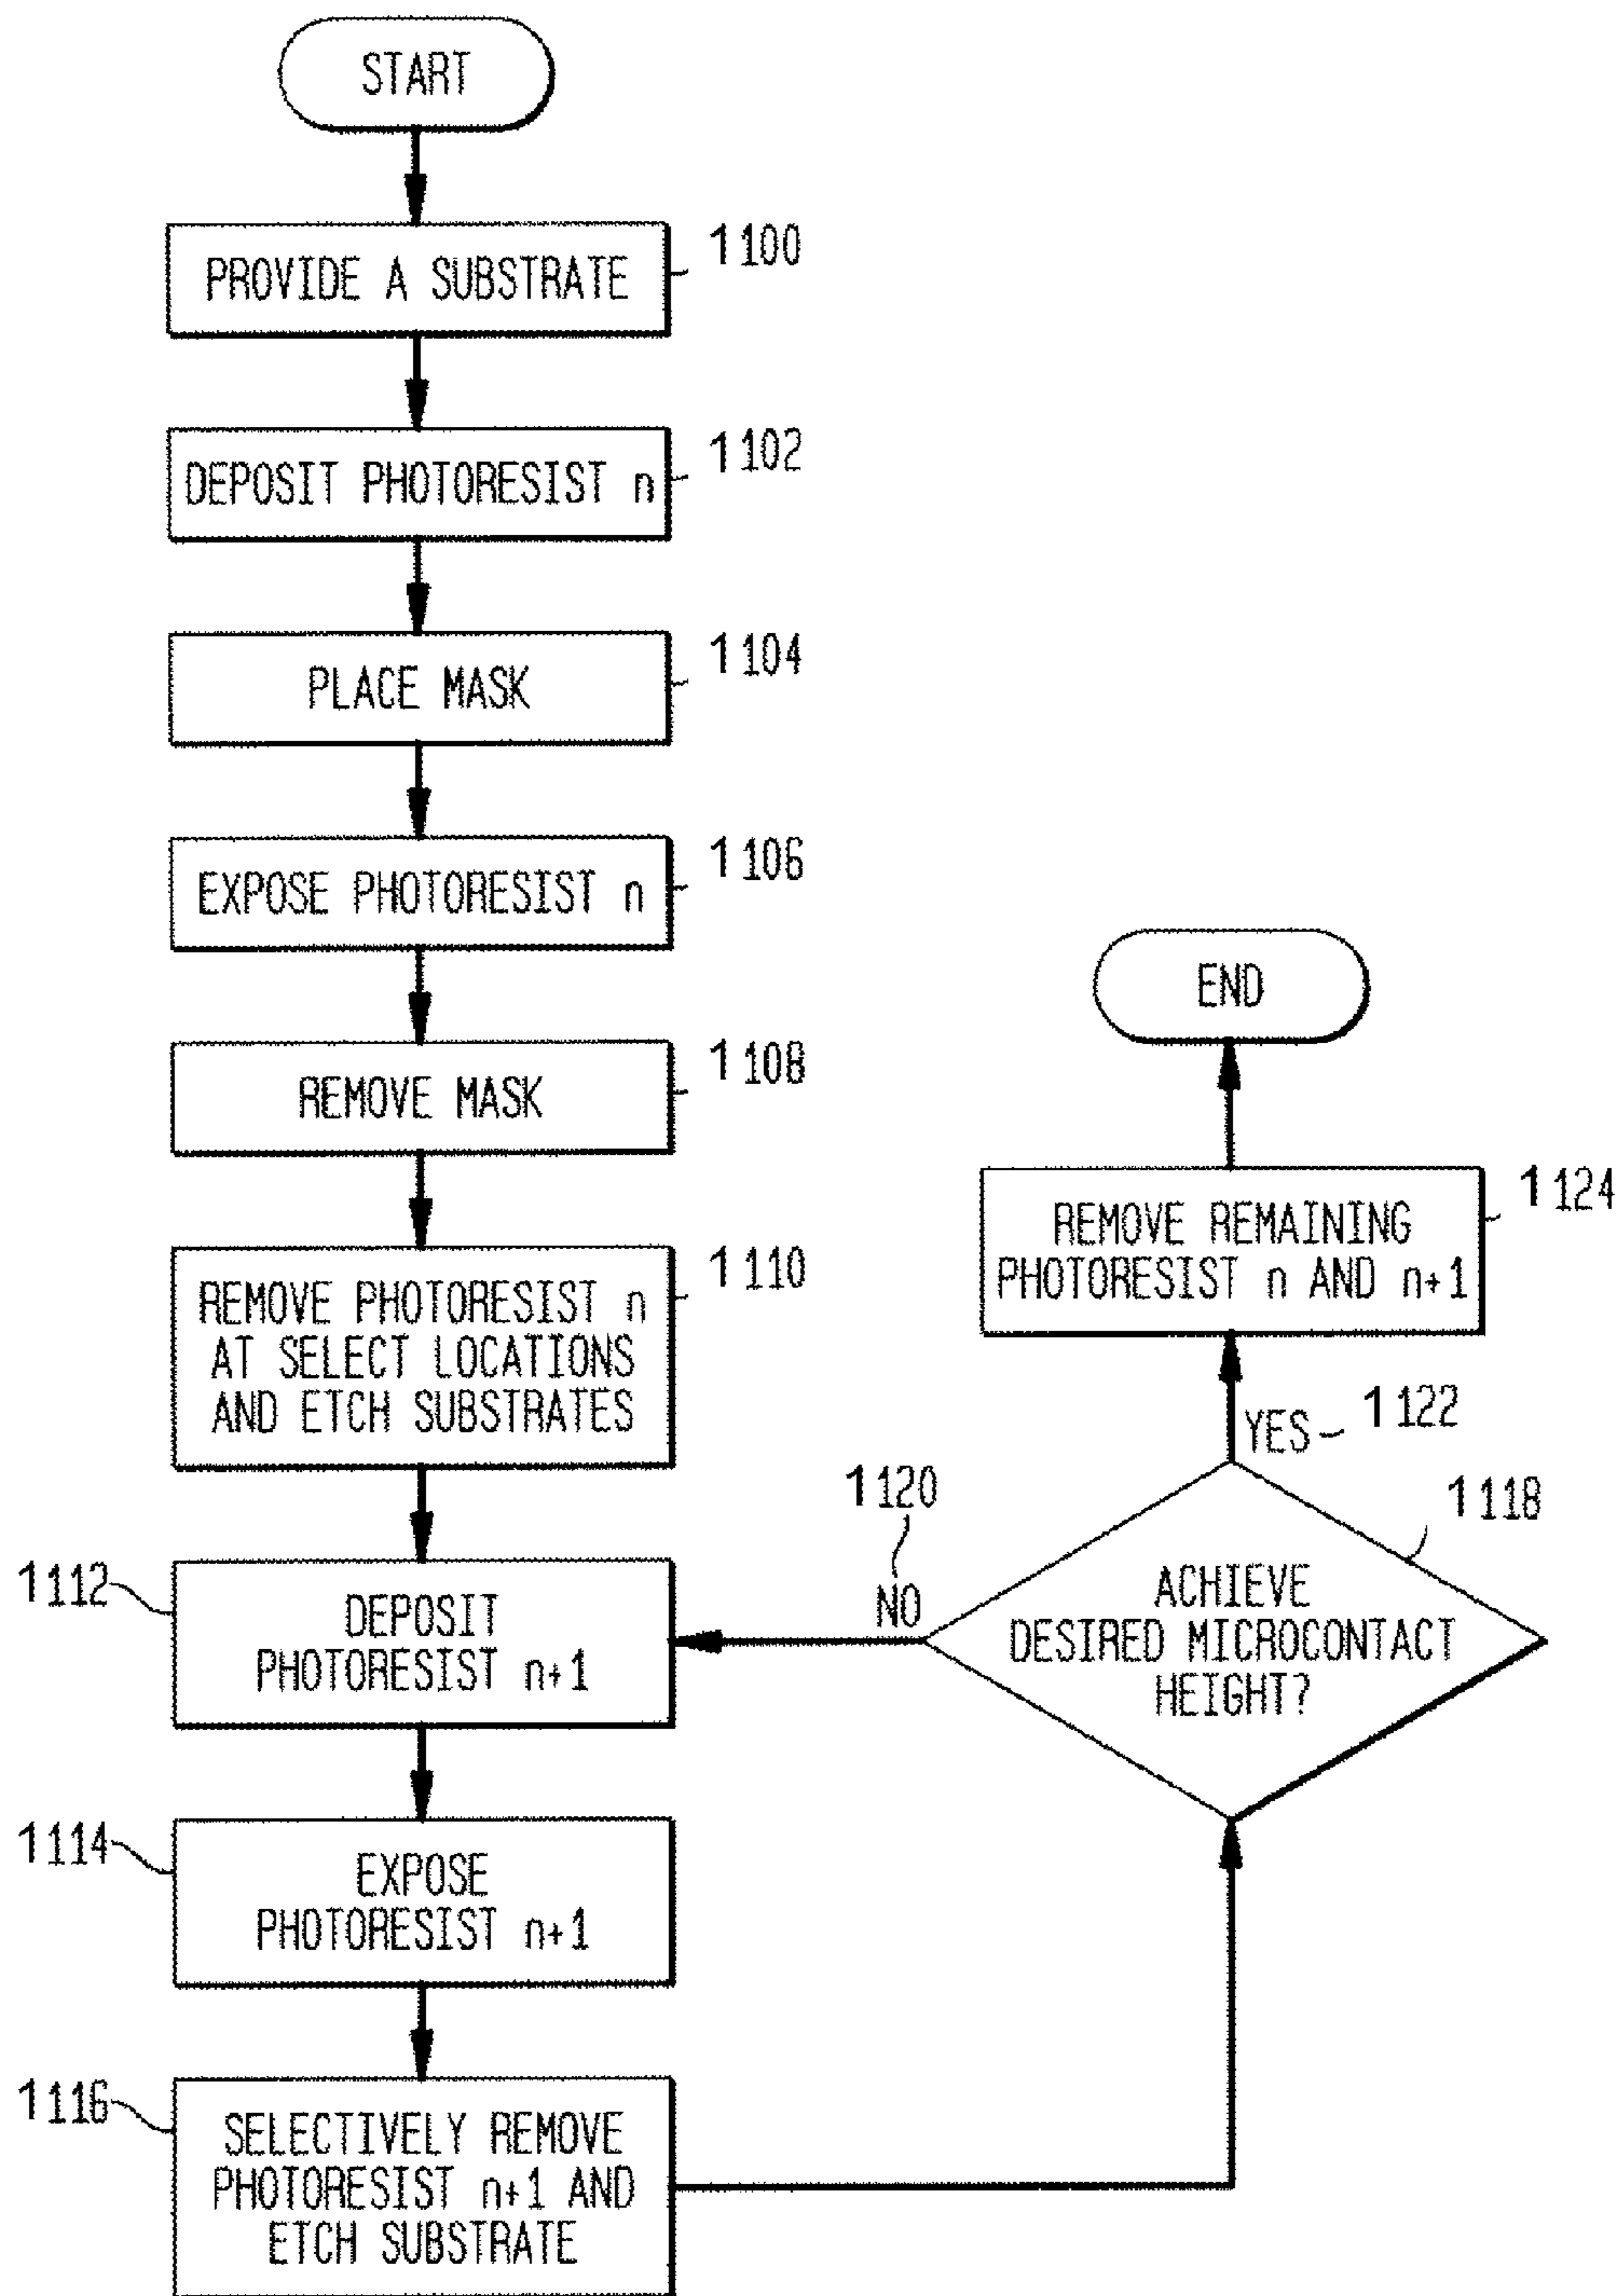 START
PROVIDE A SUBSTRATE
1100
DEPOSIT PHOTORESIST n
1102
PLACE MASK
1104
EXPOSE PHOTORESIST n
1106
REMOVE MASK
1108
REMOVE PHOTORESIST n
AT SELECT LOCATIONS
AND ETCH SUBSTRATES
1110
1112
DEPOSIT
PHOTORESIST n+1
1114
EXPOSE
PHOTORESIST n+1
1116
SELECTIVELY REMOVE
PHOTORESIST n+1 AND
ETCH SUBSTRATE
1118
ACHIEVE
DESIRED MICROCONTACT
HEIGHT?
1120
NO
YES
1122
REMOVE REMAINING
PHOTORESIST n AND n+1
1124
END